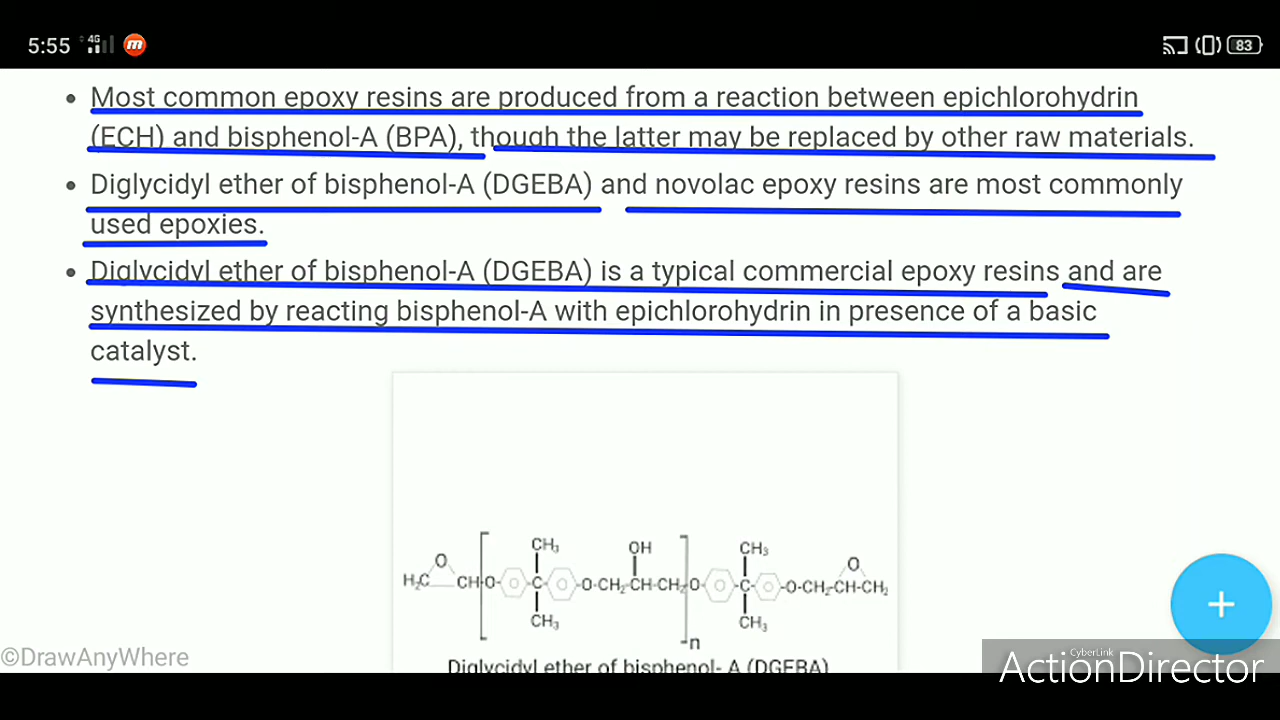 5:55 4G m 83
• Most common epoxy resins are produced from a reaction between epichlorohydrin
(ECH) and bisphenol-A (BPA), though the latter may be replaced by other raw materials.
• Diglycidyl ether of bisphenol-A (DGEBA) and novolac epoxy resins are most commonly
used epoxies.
• Diglycidyl ether of bisphenol-A (DGEBA) is a typical commercial epoxy resins and are
synthesized by reacting bisphenol-A with epichlorohydrin in presence of a basic
catalyst.
CH₃ OH CH₃
O O
H₂C CH-O- -C- -O-CH₂-CH-CH₂-O- -C- -O-CH₂-CH-CH₂
CH₃ CH₃
n
Diglycidyl ether of bisphenol- A (DGEBA)
+
©DrawAnyWhere
CyberLink
ActionDirector